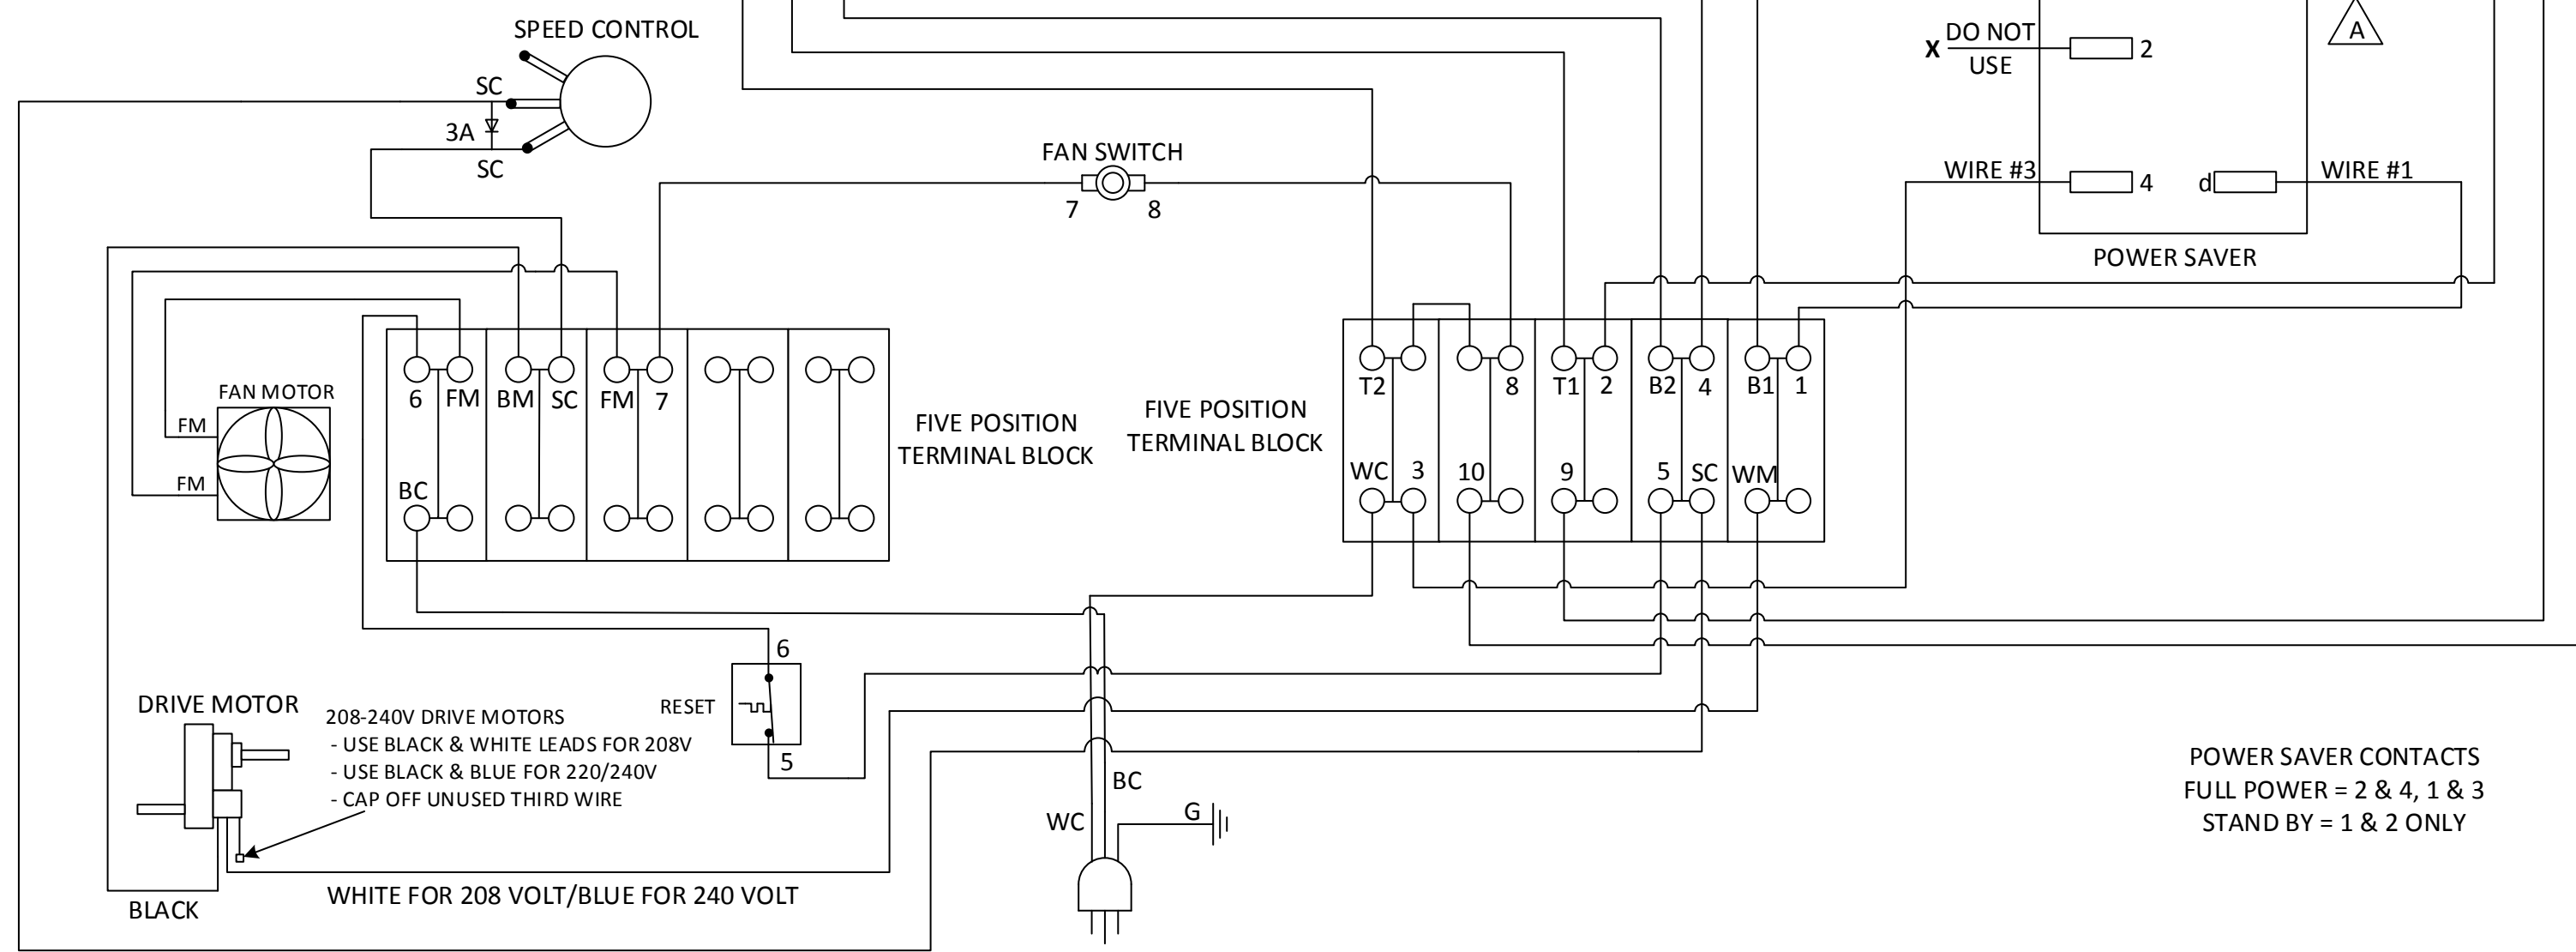 SPEED CONTROL
SC
3A
SC
FAN SWITCH
7 8
X DO NOT
USE
2
A
WIRE #3
4
d
WIRE #1
POWER SAVER
6 FM BM SC FM 7
BC
FAN MOTOR
FM
FM
FIVE POSITION
TERMINAL BLOCK
FIVE POSITION
TERMINAL BLOCK
T2 8 T1 2 B2 4 B1 1
WC 3 10 9 5 SC WM
6
RESET
5
DRIVE MOTOR
208-240V DRIVE MOTORS
- USE BLACK & WHITE LEADS FOR 208V
- USE BLACK & BLUE FOR 220/240V
- CAP OFF UNUSED THIRD WIRE
BC
WC
G
BLACK
WHITE FOR 208 VOLT/BLUE FOR 240 VOLT
POWER SAVER CONTACTS
FULL POWER = 2 & 4, 1 & 3
STAND BY = 1 & 2 ONLY